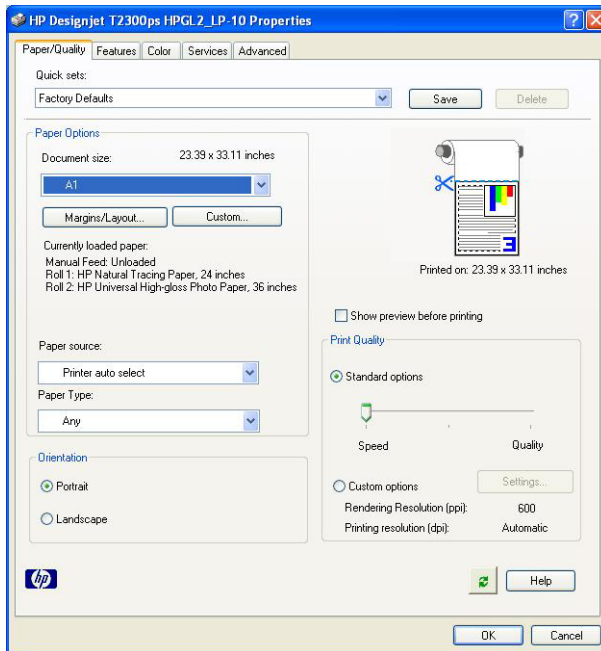 HP Designjet T2300ps HPGL2_LP-10 Properties
Paper/Quality Features Color Services Advanced
Quick sets:
Factory Defaults Save Delete
Paper Options
Document size: 23.39 x 33.11 inches
A1
Margins/Layout... Custom...
Currently loaded paper:
Manual Feed: Unloaded
Roll 1: HP Natural Tracing Paper, 24 inches
Roll 2: HP Universal High-gloss Photo Paper, 36 inches
Paper source:
Printer auto select
Paper Type:
Any
Orientation
Portrait
Landscape
3
Printed on: 23.39 x 33.11 inches
Show preview before printing
Print Quality
Standard options
Speed Quality
Custom options Settings...
Rendering Resolution (ppi): 600
Printing resolution (dpi): Automatic
hp
Help
OK Cancel